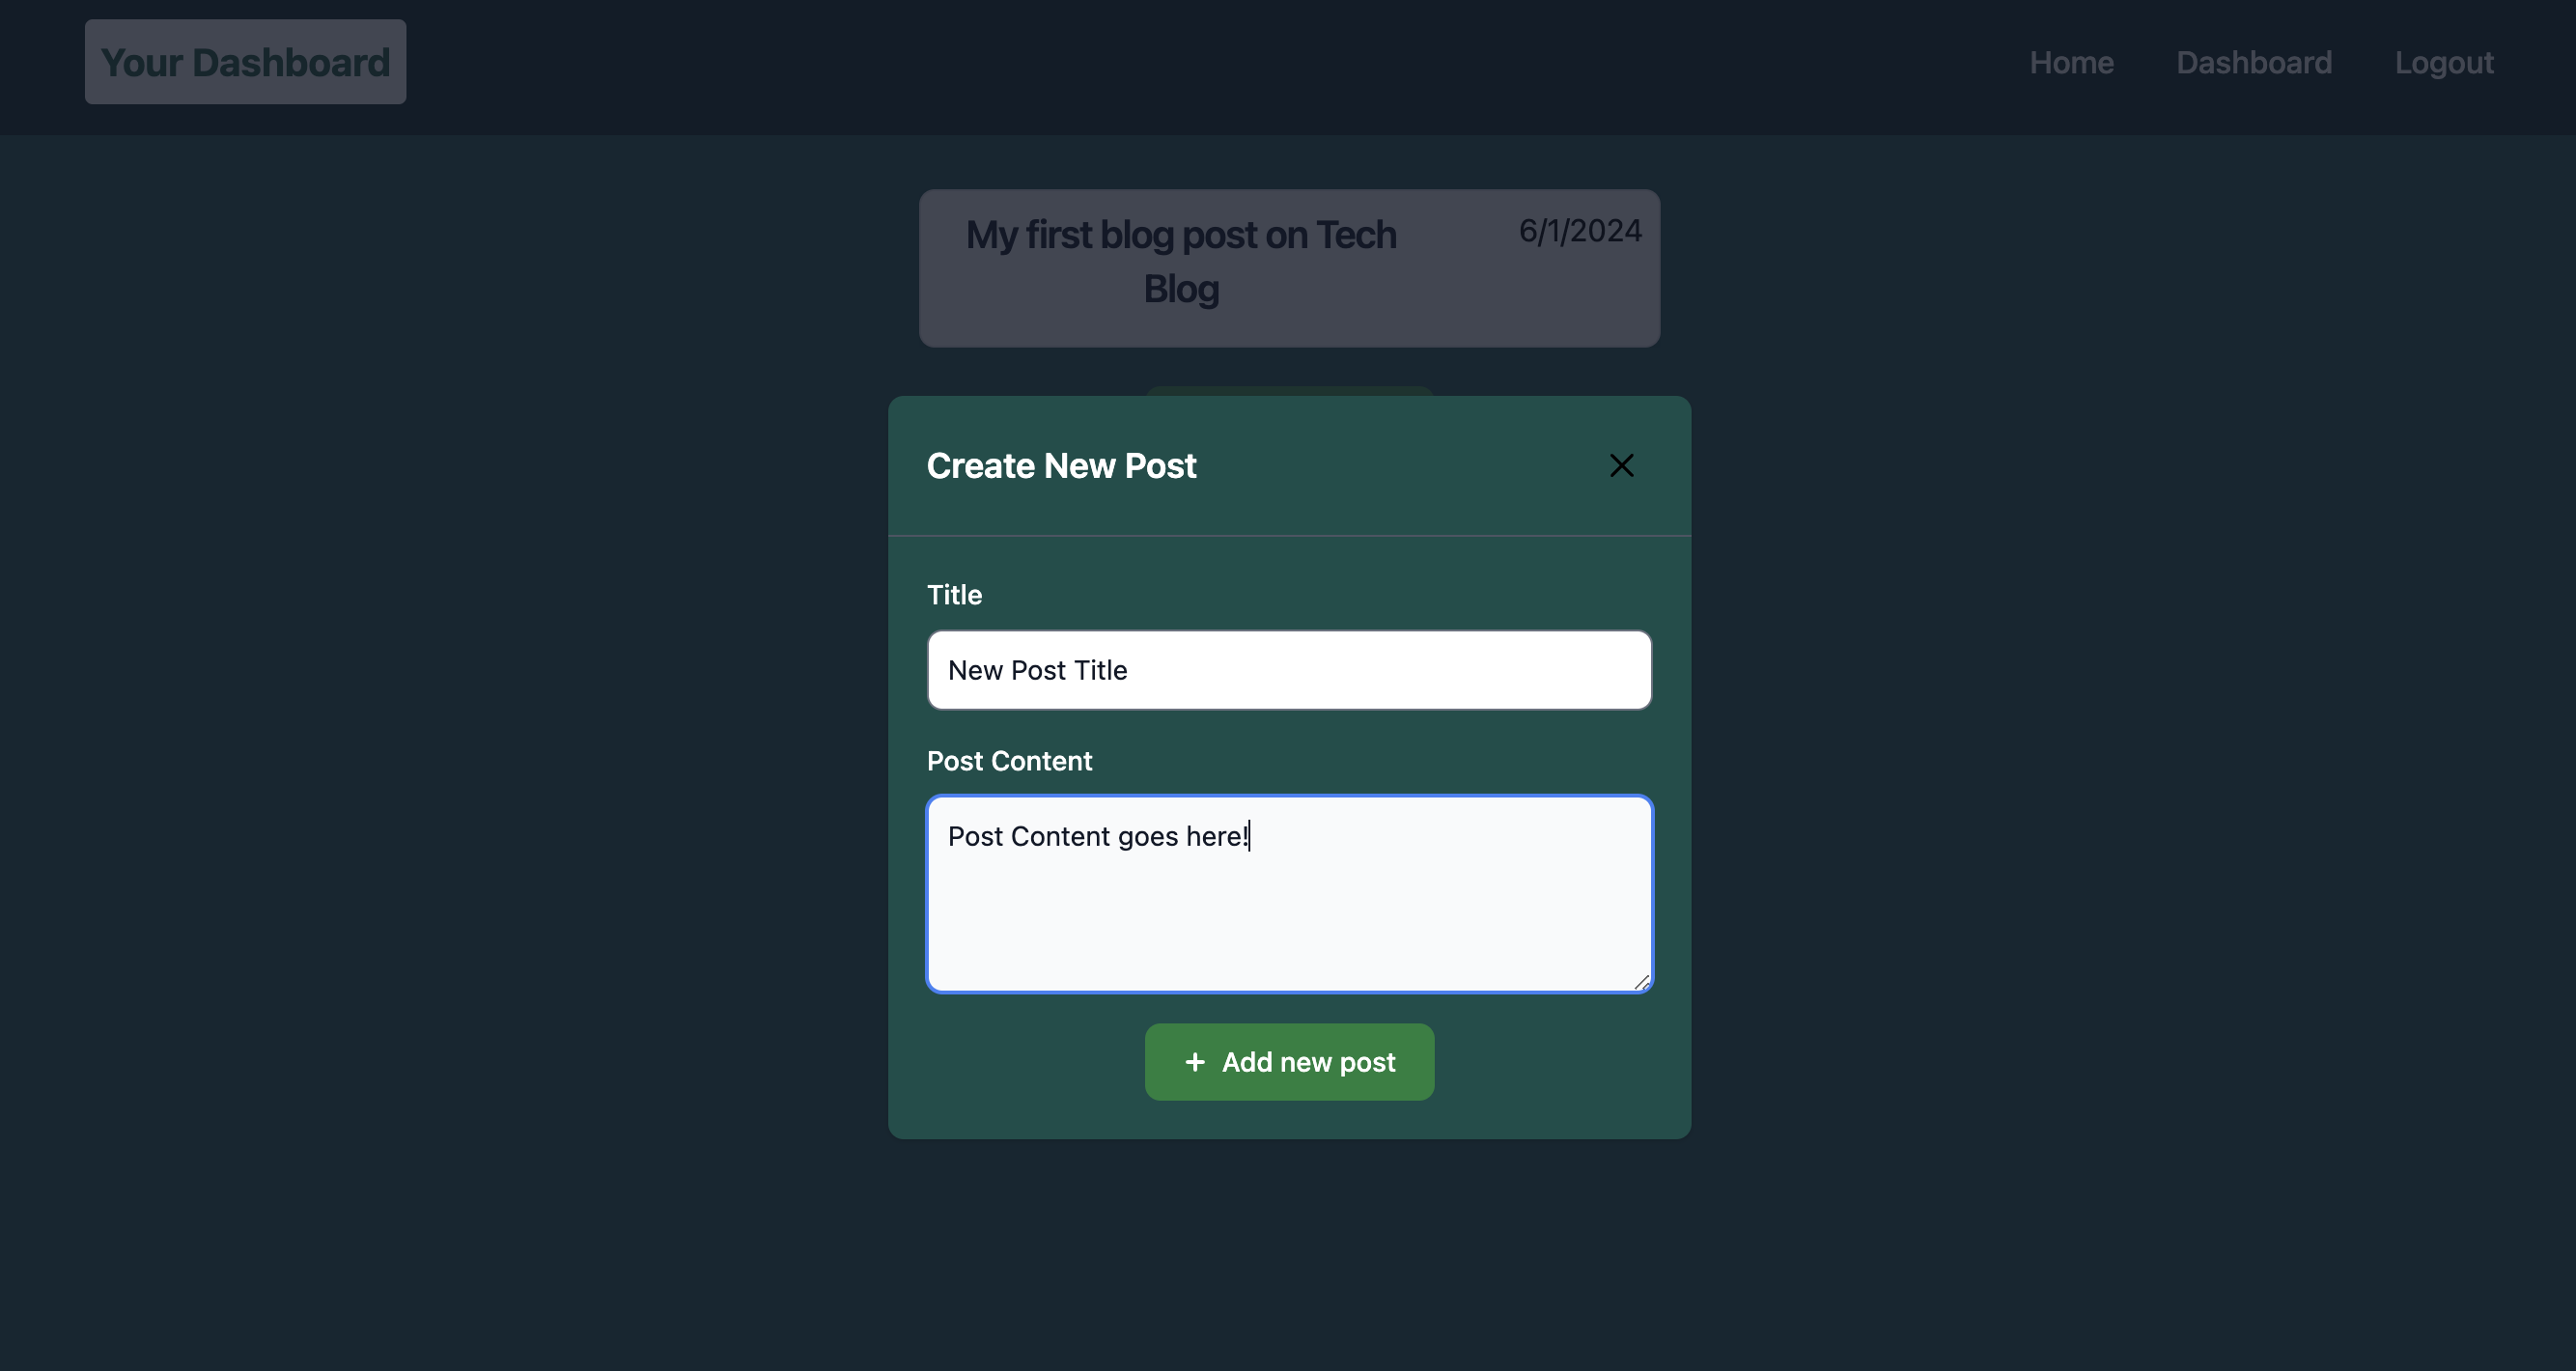 Your Dashboard
Home
Dashboard
Logout
My first blog post on Tech
Blog
6/1/2024
Create New Post
Title
New Post Title
Post Content
Post Content goes here!
+ Add new post